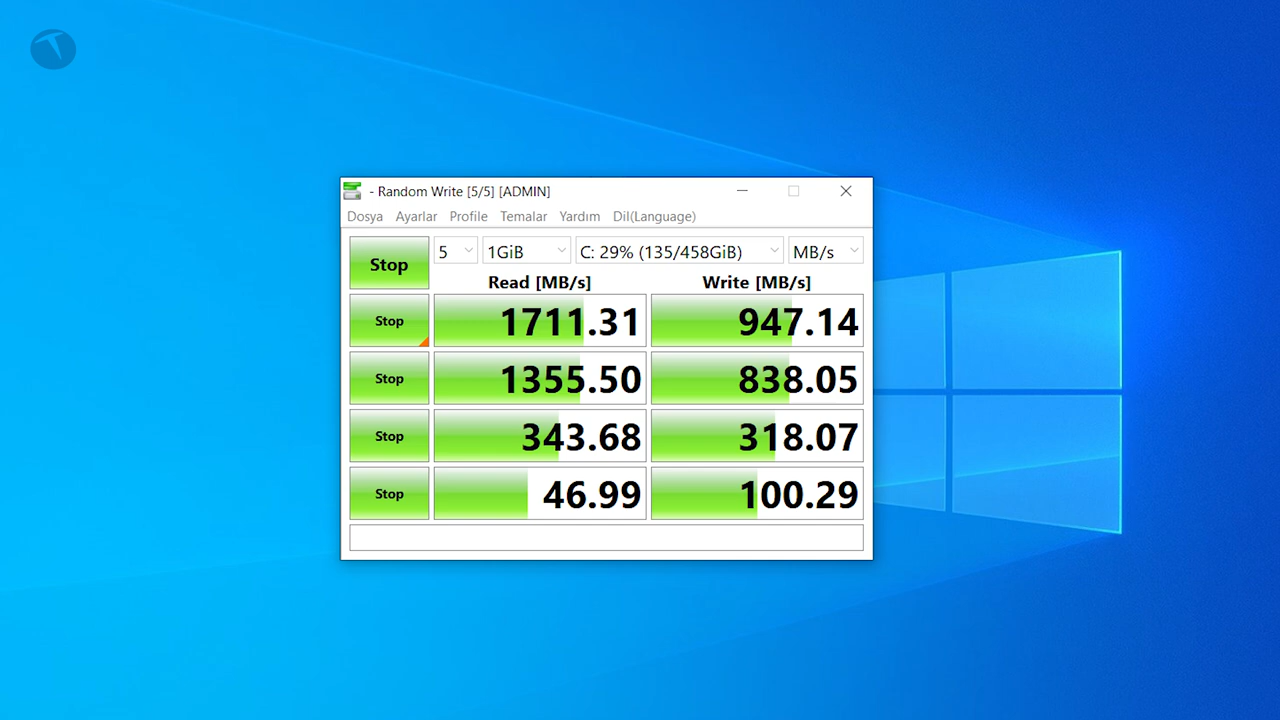 - Random Write [5/5] [ADMIN]
Dosya Ayarlar Profile Temalar Yardım Dil(Language)
Stop 5 1GiB C: 29% (135/458GiB) MB/s
Read [MB/s] Write [MB/s]
Stop 1711.31 947.14
Stop 1355.50 838.05
Stop 343.68 318.07
Stop 46.99 100.29